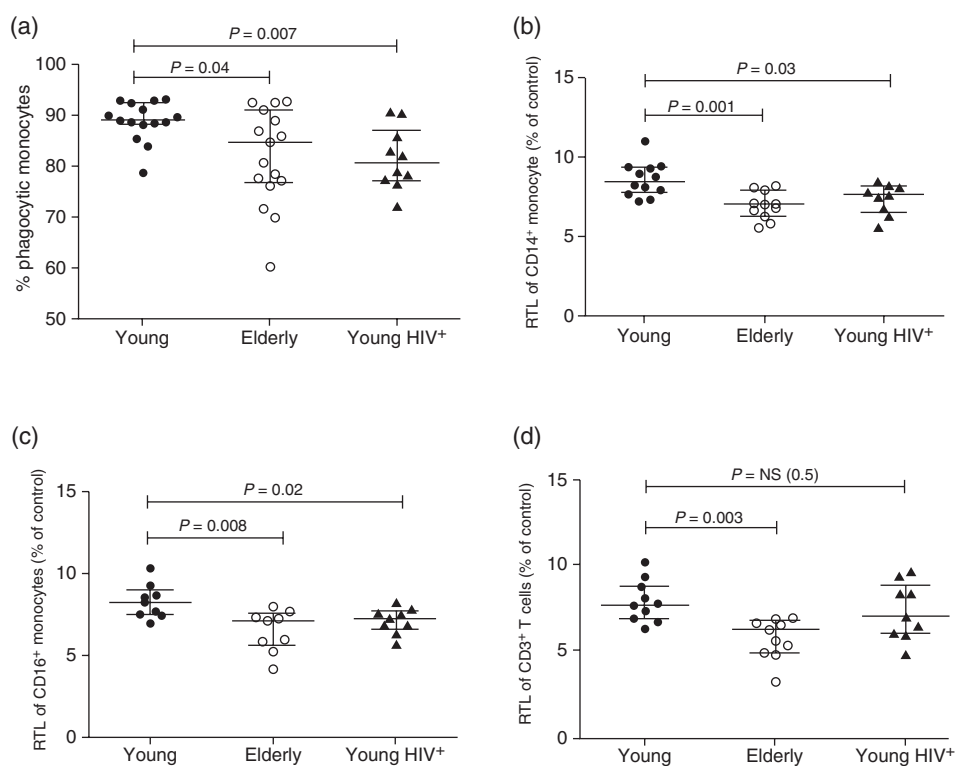 (a)
P = 0.007
P = 0.04
100
90
80
70
60
50
% phagocytic monocytes
Young
Elderly
Young HIV+
(b)
15
10
5
0
P = 0.03
P = 0.001
RTL of CD14+ monocyte (% of control)
Young
Elderly
Young HIV+
(c)
15
10
5
0
P = 0.02
P = 0.008
RTL of CD16+ monocytes (% of control)
Young
Elderly
Young HIV+
(d)
15
10
5
0
P = NS (0.5)
P = 0.003
RTL of CD3+ T cells (% of control)
Young
Elderly
Young HIV+